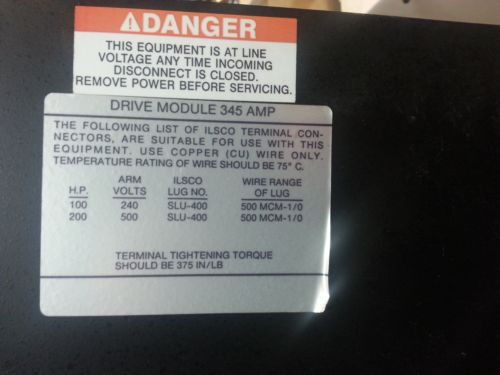 ⚠DANGER
THIS EQUIPMENT IS AT LINE
VOLTAGE ANY TIME INCOMING
DISCONNECT IS CLOSED.
REMOVE POWER BEFORE SERVICING.
DRIVE MODULE 345 AMP
THE FOLLOWING LIST OF ILSCO TERMINAL CON-
NECTORS, ARE SUITABLE FOR USE WITH THIS
EQUIPMENT. USE COPPER (CU) WIRE ONLY.
TEMPERATURE RATING OF WIRE SHOULD BE 75° C.
ARM ILSCO WIRE RANGE
H.P. VOLTS LUG NO. OF LUG
100 240 SLU-400 500 MCM-1/0
200 500 SLU-400 500 MCM-1/0
TERMINAL TIGHTENING TORQUE
SHOULD BE 375 IN/LB